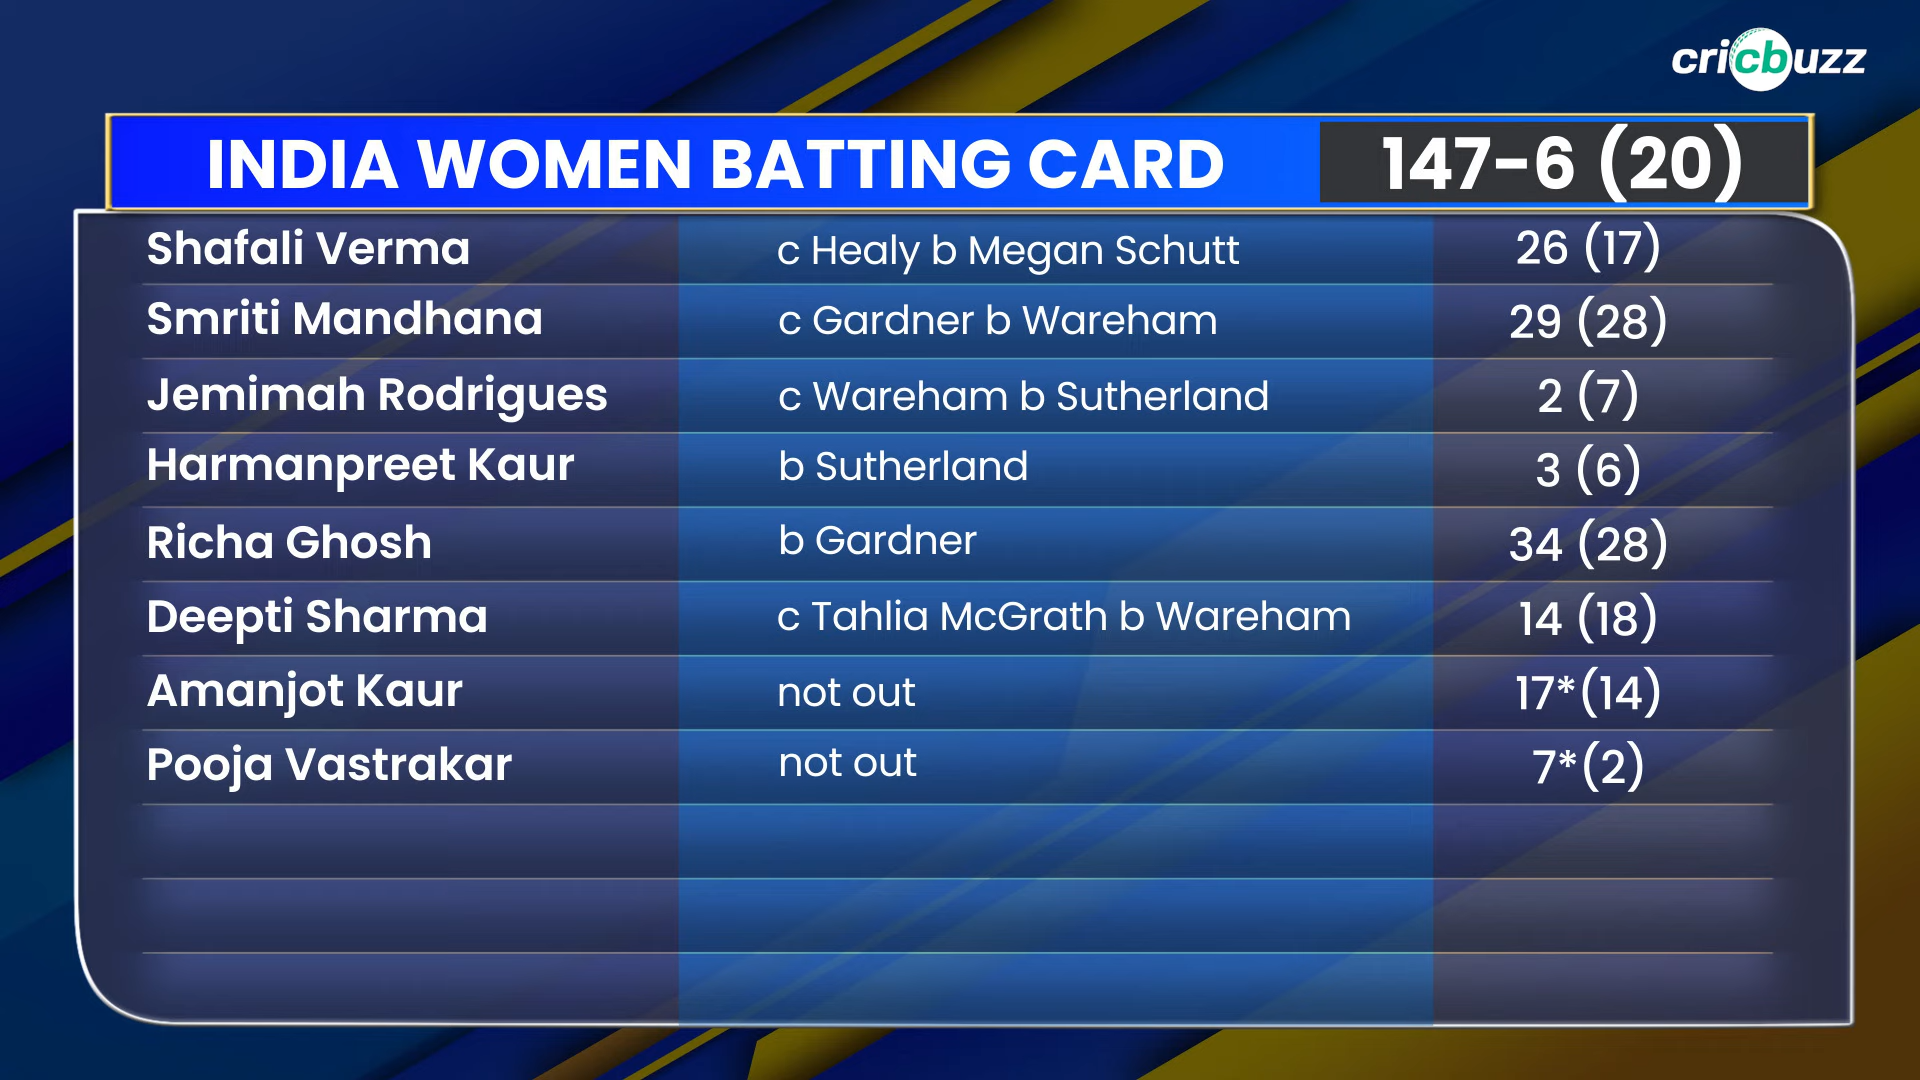 cricbuzz
INDIA WOMEN BATTING CARD 147-6 (20)
Shafali Verma c Healy b Megan Schutt 26 (17)
Smriti Mandhana c Gardner b Wareham 29 (28)
Jemimah Rodrigues c Wareham b Sutherland 2 (7)
Harmanpreet Kaur b Sutherland 3 (6)
Richa Ghosh b Gardner 34 (28)
Deepti Sharma c Tahlia McGrath b Wareham 14 (18)
Amanjot Kaur not out 17*(14)
Pooja Vastrakar not out 7*(2)